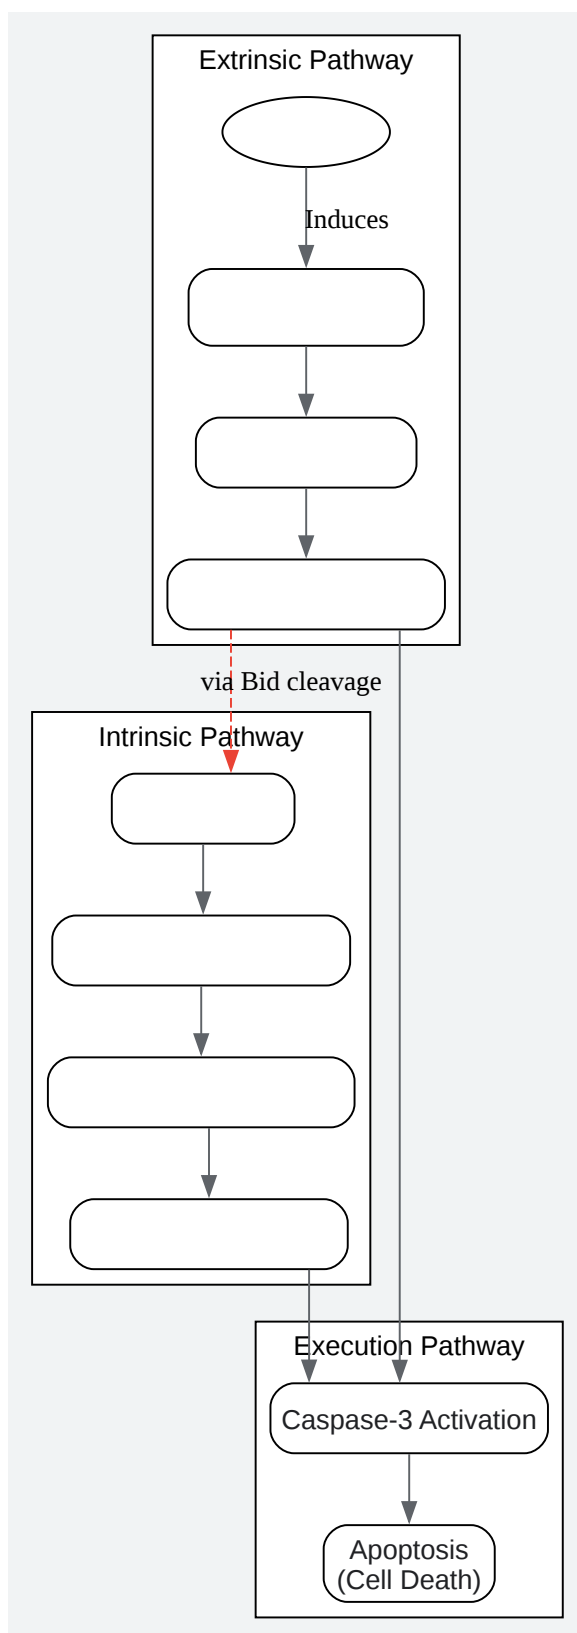 Extrinsic Pathway
Induces
via Bid cleavage
Intrinsic Pathway
Execution Pathway
Caspase-3 Activation
Apoptosis
(Cell Death)